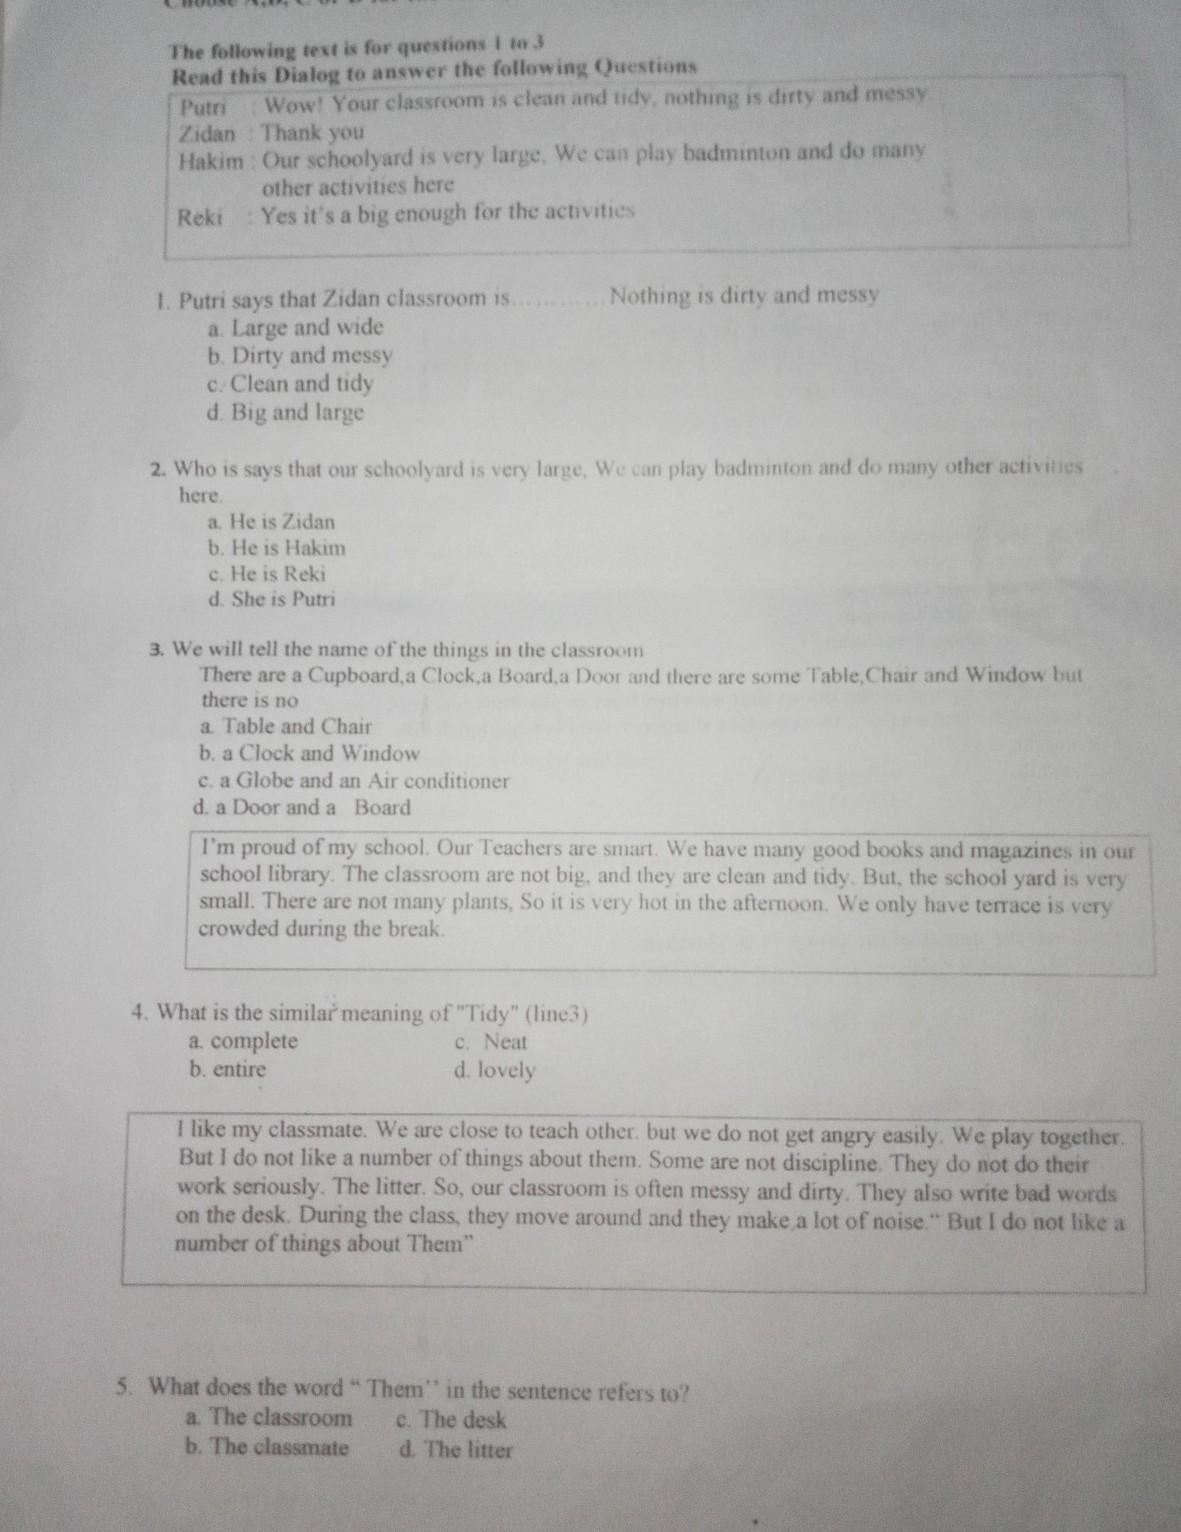 The following text is for questions 1 to 3
Read this Dialog to answer the following Questions
Putri : Wow! Your classroom is clean and tidy, nothing is dirty and messy
Zidan : Thank you
Hakim : Our schoolyard is very large, We can play badminton and do many
other activities here
Reki : Yes it's a big enough for the activities
1. Putri says that Zidan classroom is............ Nothing is dirty and messy
a. Large and wide
b. Dirty and messy
c. Clean and tidy
d. Big and large
2. Who is says that our schoolyard is very large, We can play badminton and do many other activities
here.
a. He is Zidan
b. He is Hakim
c. He is Reki
d. She is Putri
3. We will tell the name of the things in the classroom
There are a Cupboard,a Clock,a Board,a Door and there are some Table,Chair and Window but
there is no
a. Table and Chair
b. a Clock and Window
c. a Globe and an Air conditioner
d. a Door and a Board
I'm proud of my school. Our Teachers are smart. We have many good books and magazines in our
school library. The classroom are not big, and they are clean and tidy. But, the school yard is very
small. There are not many plants, So it is very hot in the afternoon. We only have terrace is very
crowded during the break.
4. What is the similar meaning of "Tidy" (line3)
a. complete c. Neat
b. entire d. lovely
I like my classmate. We are close to teach other. but we do not get angry easily. We play together.
But I do not like a number of things about them. Some are not discipline. They do not do their
work seriously. The litter. So, our classroom is often messy and dirty. They also write bad words
on the desk. During the class, they move around and they make a lot of noise.“ But I do not like a
number of things about Them”
5. What does the word “ Them’’ in the sentence refers to?
a. The classroom c. The desk
b. The classmate d. The litter